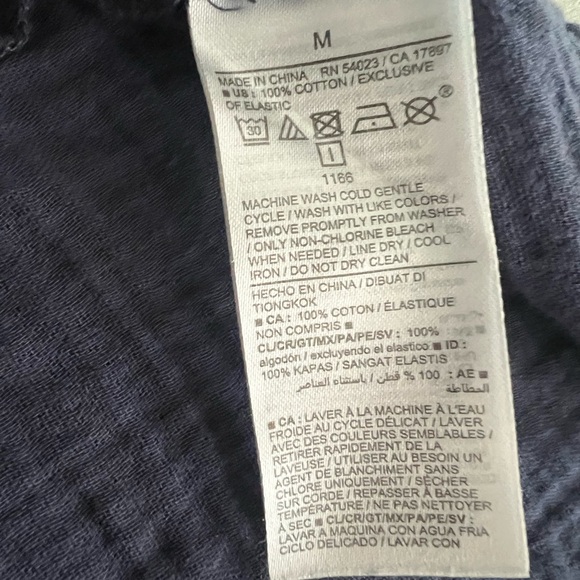 M
MADE IN CHINA RN 54023 / CA 17897
■ US: 100% COTTON / EXCLUSIVE
OF ELASTIC
30
®
1166
MACHINE WASH COLD GENTLE
CYCLE / WASH WITH LIKE COLORS /
REMOVE PROMPTLY FROM WASHER
/ ONLY NON-CHLORINE BLEACH
WHEN NEEDED / LINE DRY / COOL
IRON / DO NOT DRY CLEAN
HECHO EN CHINA / DIBUAT DI
TIONGKOK
■ CA.: 100% COTON / ÉLASTIQUE
NON COMPRIS ■
CL/CR/GT/MX/PA/PE/SV : 100%
algodón / excluyendo el elastico ■ ID :
100% KAPAS / SANGAT ELASTIS
■ AE : 100 % قطن / باستثناء العناصر
المطاطة
■ CA : LAVER À LA MACHINE À L'EAU
FROIDE AU CYCLE DÉLICAT / LAVER
AVEC DES COULEURS SEMBLABLES /
RETIRER RAPIDEMENT DE LA
LAVEUSE / UTILISER AU BESOIN UN
AGENT DE BLANCHIMENT SANS
CHLORE UNIQUEMENT / SÉCHER
SUR CORDE / REPASSER À BASSE
TEMPÉRATURE / NE PAS NETTOYER
À SEC ■ CL/CR/GT/MX/PA/PE/SV :
LAVAR A MAQUINA CON AGUA FRIA
CICLO DELICADO / LAVAR CON